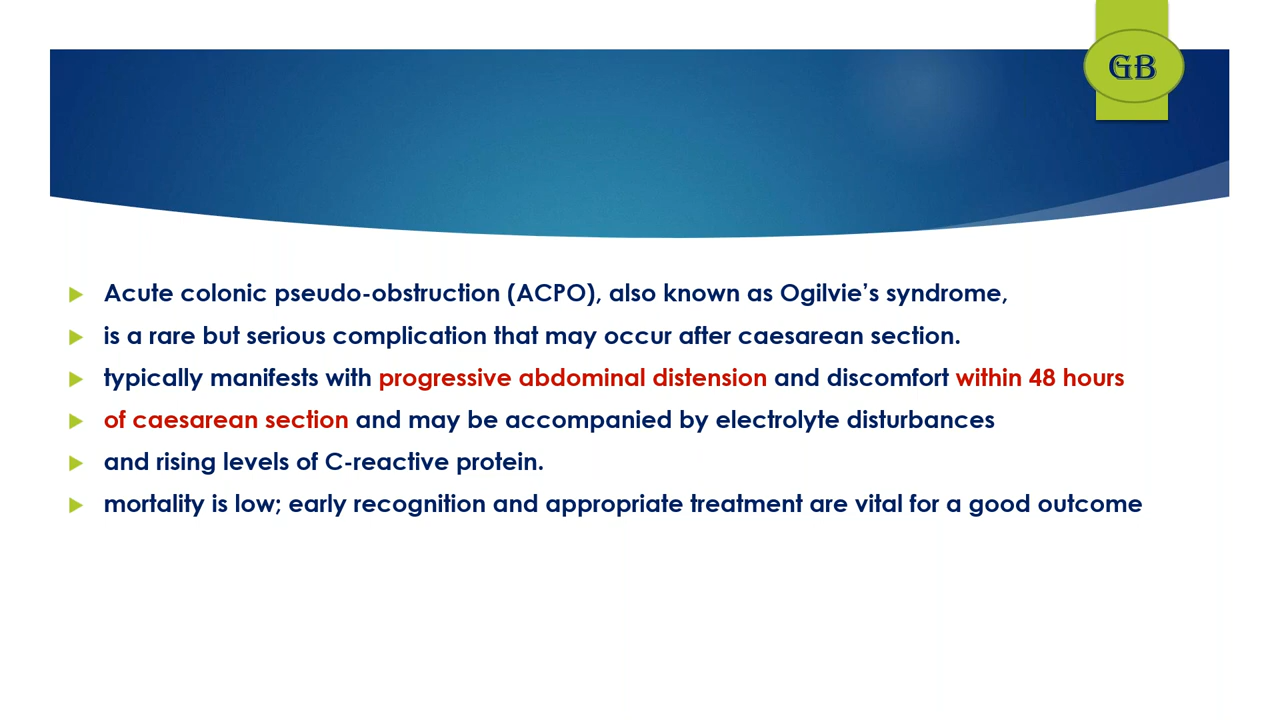 GB
Acute colonic pseudo-obstruction (ACPO), also known as Ogilvie’s syndrome,
is a rare but serious complication that may occur after caesarean section.
typically manifests with progressive abdominal distension and discomfort within 48 hours
of caesarean section and may be accompanied by electrolyte disturbances
and rising levels of C-reactive protein.
mortality is low; early recognition and appropriate treatment are vital for a good outcome